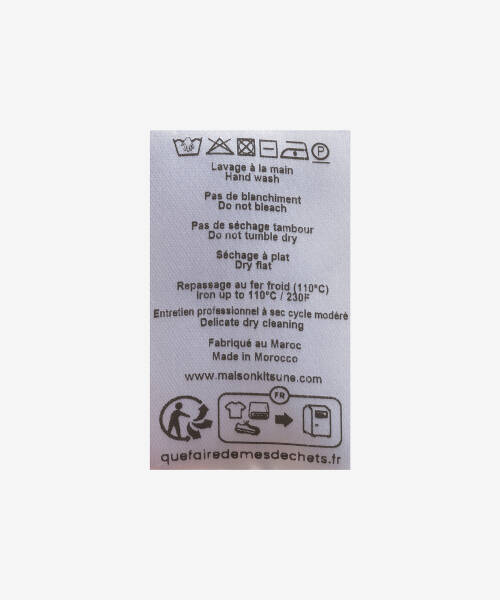 P
Lavage à la main
Hand wash
Pas de blanchiment
Do not bleach
Pas de séchage tambour
Do not tumble dry
Séchage à plat
Dry flat
Repassage au fer froid (110°C)
Iron up to 110°C / 230F
Entretien professionnel à sec cycle modéré
Delicate dry cleaning
Fabriqué au Maroc
Made in Morocco
www.maisonkitsune.com
FR
quefairedemesdechets.fr